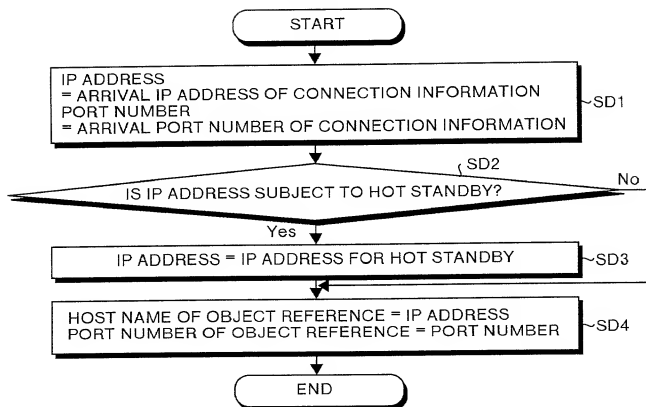 START
IP ADDRESS
= ARRIVAL IP ADDRESS OF CONNECTION INFORMATION
PORT NUMBER
= ARRIVAL PORT NUMBER OF CONNECTION INFORMATION
SD1
SD2
IS IP ADDRESS SUBJECT TO HOT STANDBY?
No
Yes
IP ADDRESS = IP ADDRESS FOR HOT STANDBY
SD3
HOST NAME OF OBJECT REFERENCE = IP ADDRESS
PORT NUMBER OF OBJECT REFERENCE = PORT NUMBER
SD4
END